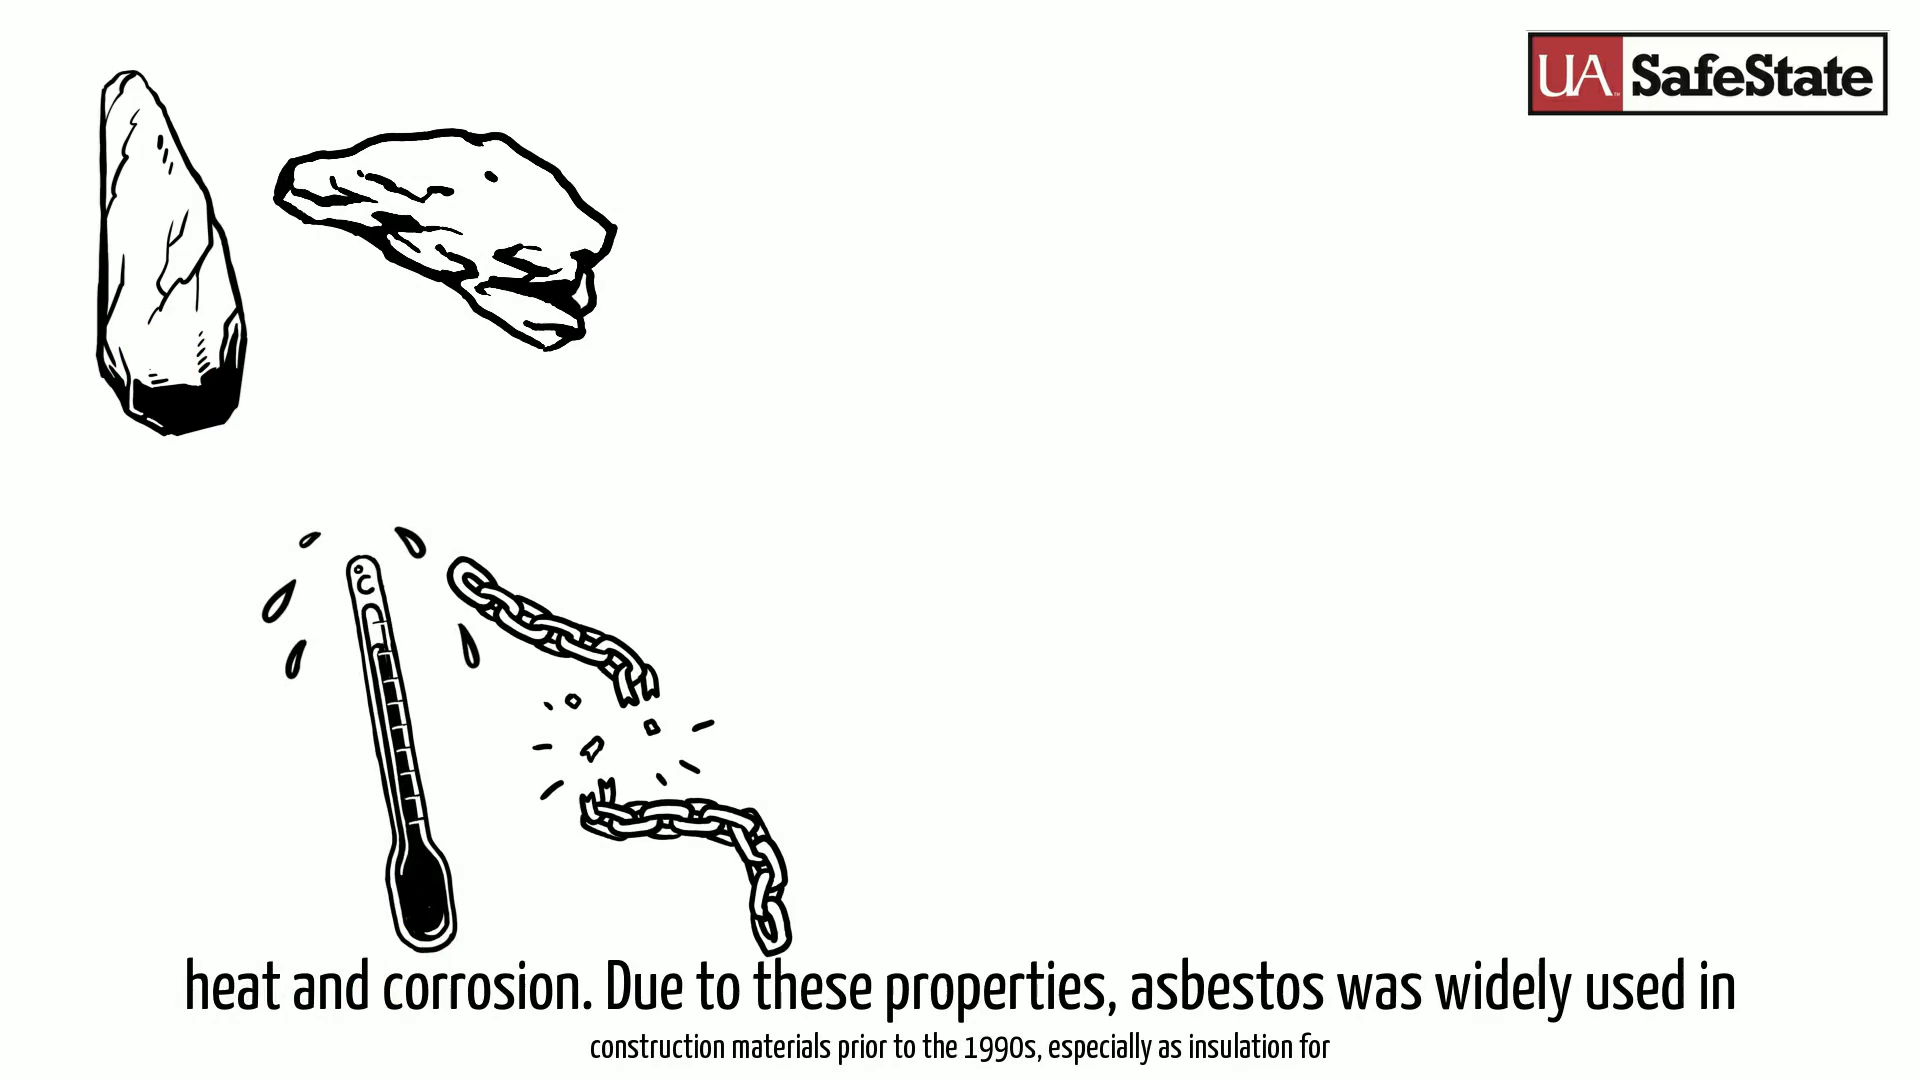 UA SafeState
°C
heat and corrosion. Due to these properties, asbestos was widely used in
construction materials prior to the 1990s, especially as insulation for